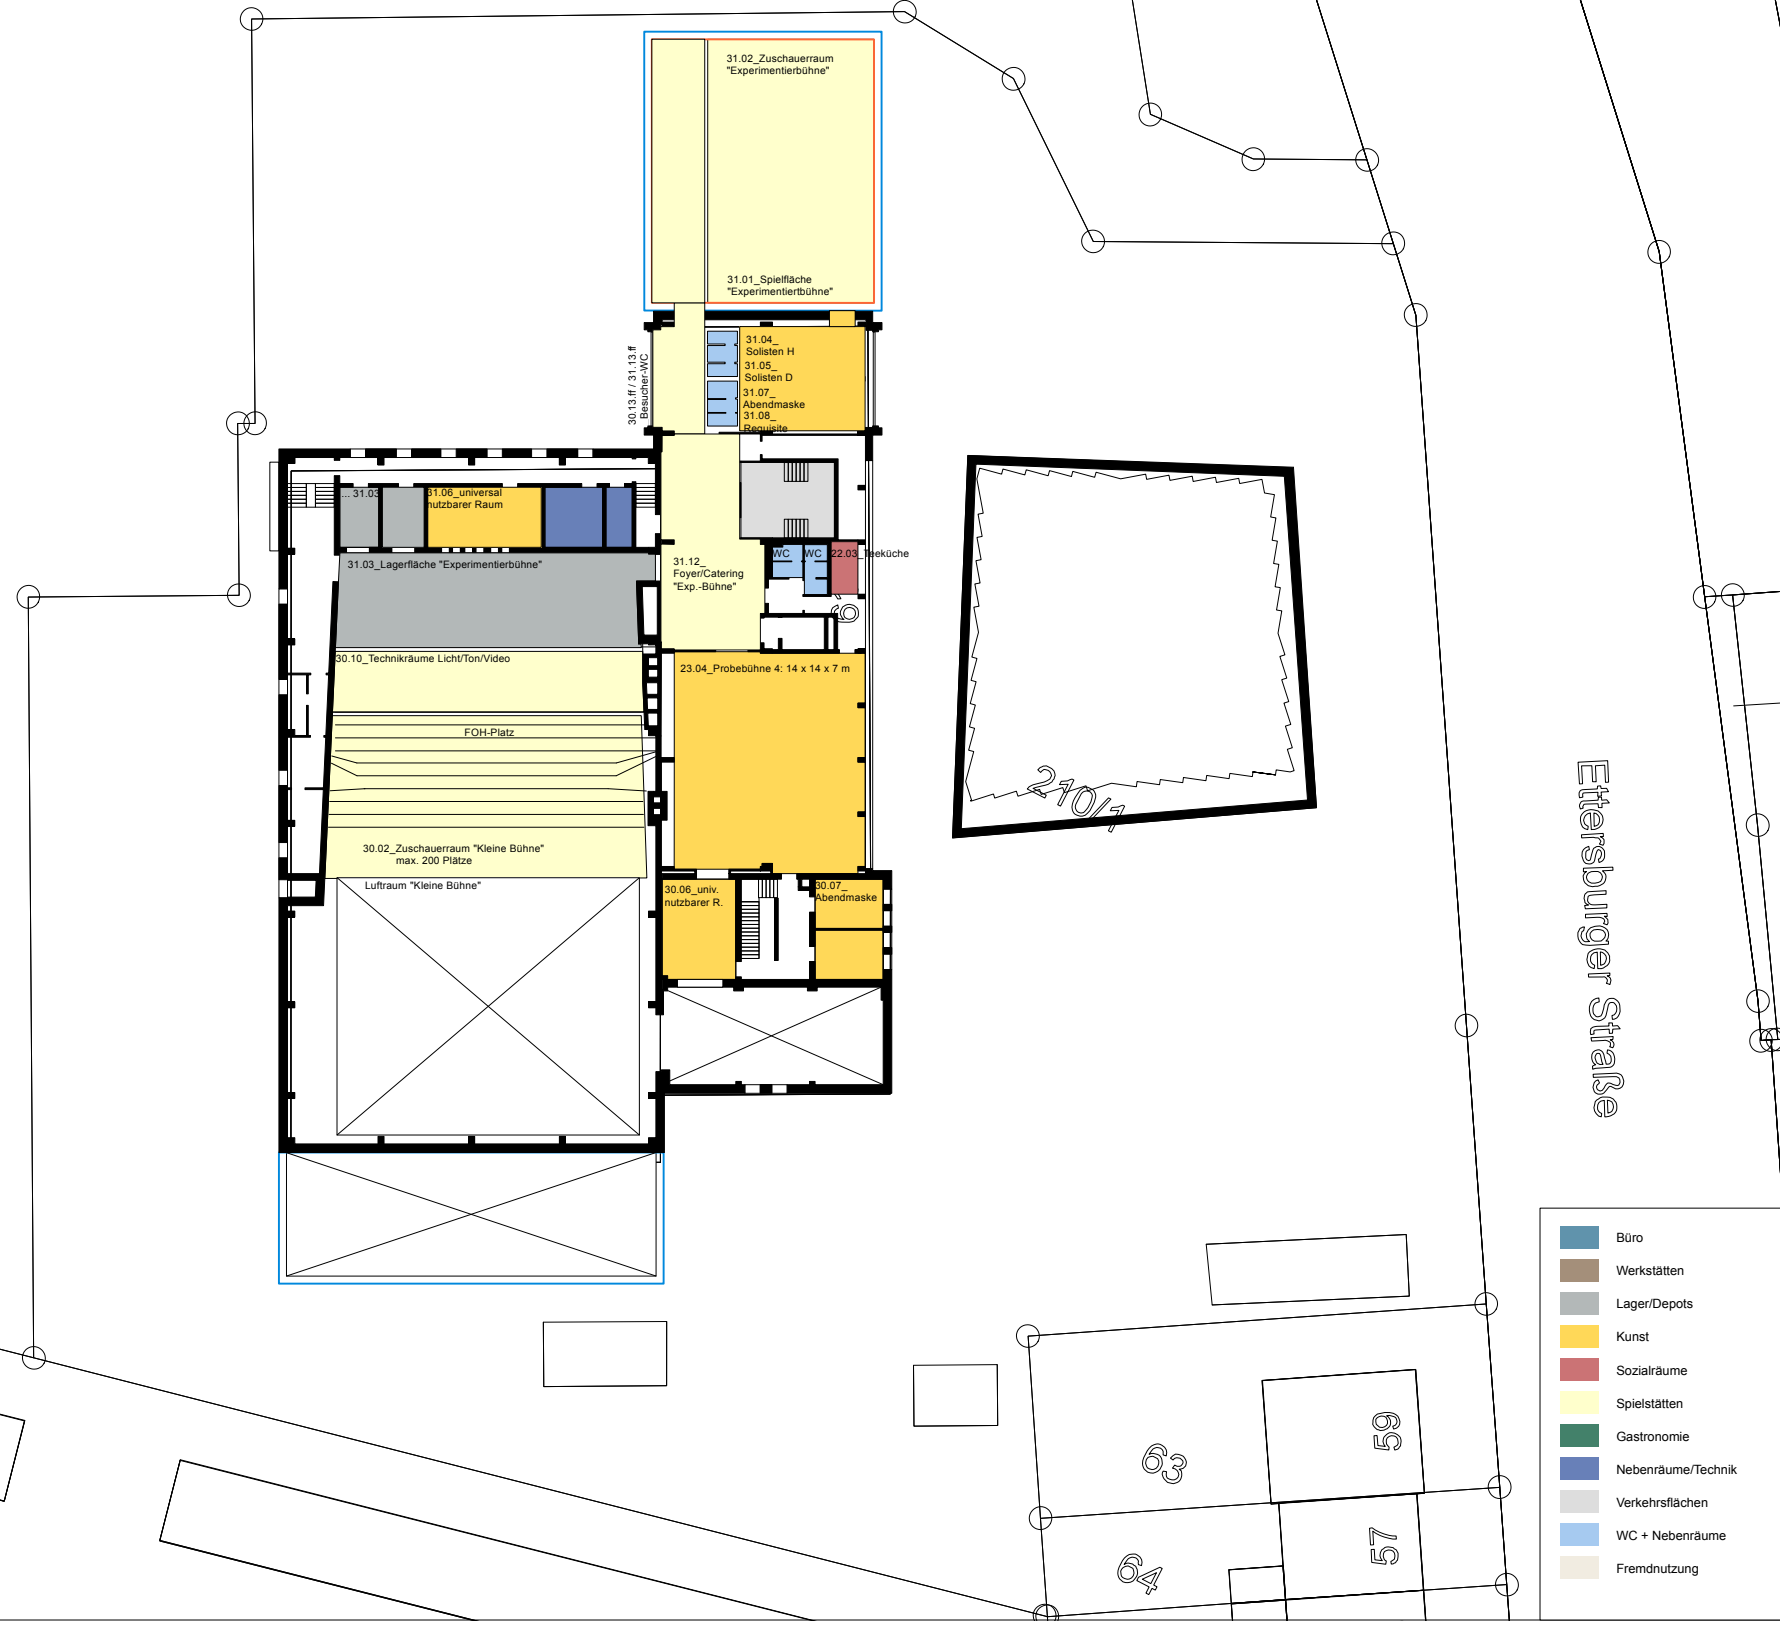 31.02_Zuschauerraum
"Experimentierbühne"
31.01_Spielfläche
"Experimentiertbühne"
30.13.ff / 31.13.ff
Besucher-WC
31.04_
Solisten H
31.05_
Solisten D
31.07_
Abendmaske
31.08_
Requisite
... 31.03
31.06_universal
nutzbarer Raum
31.03_Lagerfläche "Experimentierbühne"
31.12_
Foyer/Catering
"Exp.-Bühne"
WC
WC
22.03_Teeküche
30.10_Technikräume Licht/Ton/Video
23.04_Probebühne 4: 14 x 14 x 7 m
FOH-Platz
30.02_Zuschauerraum "Kleine Bühne"
max. 200 Plätze
Luftraum "Kleine Bühne"
30.06_univ.
nutzbarer R.
30.07_
Abendmaske
210/1
Ettersburger Straße
63
59
64
57
Büro
Werkstätten
Lager/Depots
Kunst
Sozialräume
Spielstätten
Gastronomie
Nebenräume/Technik
Verkehrsflächen
WC + Nebenräume
Fremdnutzung